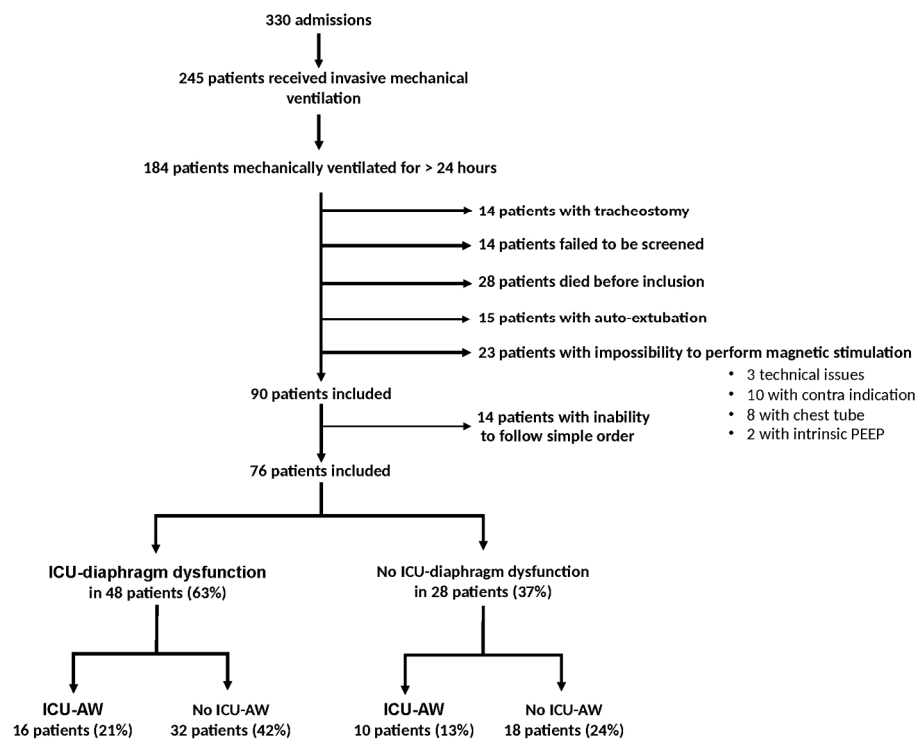 330 admissions
245 patients received invasive mechanical
ventilation
184 patients mechanically ventilated for > 24 hours
14 patients with tracheostomy
14 patients failed to be screened
28 patients died before inclusion
15 patients with auto-extubation
23 patients with impossibility to perform magnetic stimulation
• 3 technical issues
• 10 with contra indication
• 8 with chest tube
• 2 with intrinsic PEEP
90 patients included
14 patients with inability
to follow simple order
76 patients included
ICU-diaphragm dysfunction
in 48 patients (63%)
No ICU-diaphragm dysfunction
in 28 patients (37%)
ICU-AW
16 patients (21%)
No ICU-AW
32 patients (42%)
ICU-AW
10 patients (13%)
No ICU-AW
18 patients (24%)